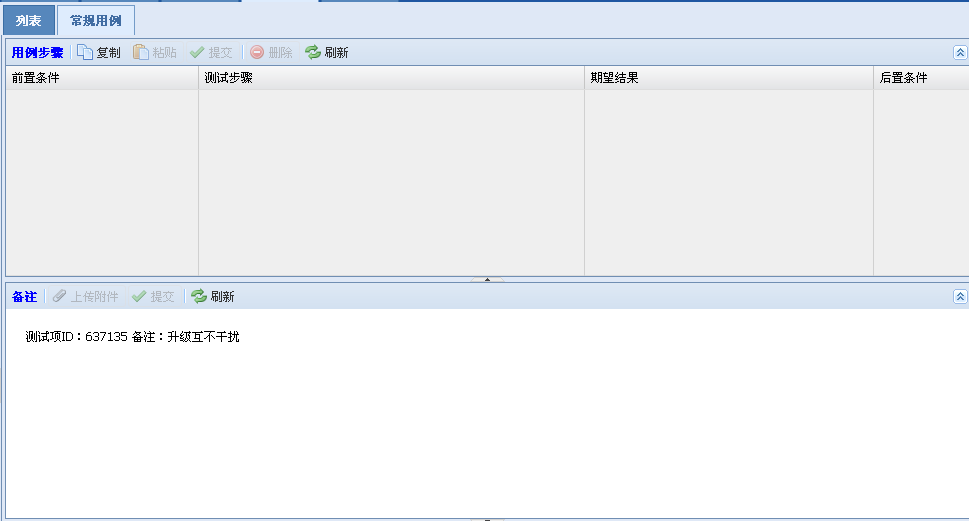 列表 常规用例
用例步骤 复制 粘贴 提交 删除 刷新
前置条件 测试步骤 期望结果 后置条件
备注 上传附件 提交 刷新
测试项ID：637135 备注：升级互不干扰